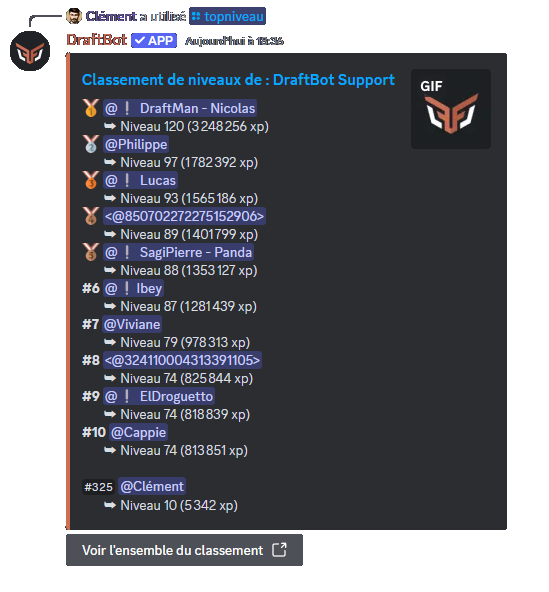 Clément a utilisé topniveau
DraftBot ✓ APP Aujourd'hui à 18:36
Classement de niveaux de : DraftBot Support
GIF
@❕ DraftMan - Nicolas
Niveau 120 (3 248 256 xp)
@Philippe
Niveau 97 (1 782 392 xp)
@❕ Lucas
Niveau 93 (1 565 186 xp)
<@850702272275152906>
Niveau 89 (1 401 799 xp)
@❕ SagiPierre - Panda
Niveau 88 (1 353 127 xp)
#6 @❕ Ibey
Niveau 87 (1 281 439 xp)
#7 @Viviane
Niveau 79 (978 313 xp)
#8 <@324110004313391105>
Niveau 74 (825 844 xp)
#9 @❕ ElDroguetto
Niveau 74 (818 839 xp)
#10 @Cappie
Niveau 74 (813 851 xp)
#325 @Clément
Niveau 10 (5 342 xp)
Voir l'ensemble du classement